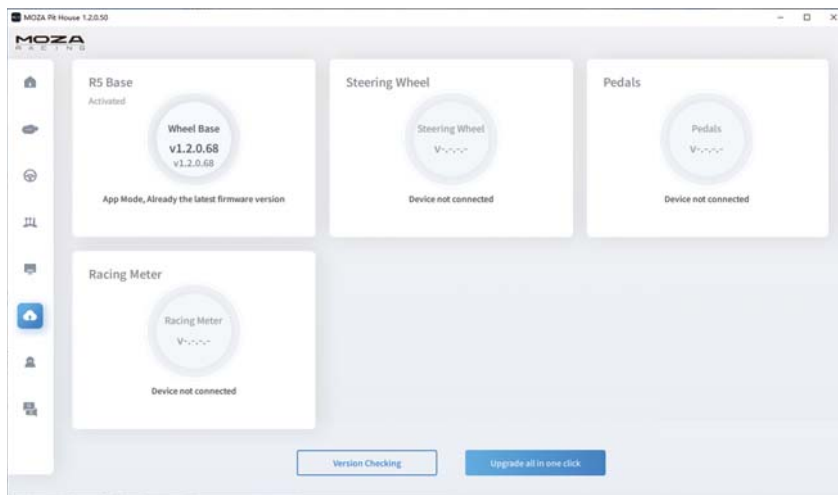 MOZA Pit House 1.2.0.50
MOZA
RACING
R5 Base
Activated
Wheel Base
v1.2.0.68
v1.2.0.68
App Mode, Already the latest firmware version
Steering Wheel
Steering Wheel
v-.-.-.-
Device not connected
Pedals
Pedals
v-.-.-.-
Device not connected
Racing Meter
Racing Meter
v-.-.-.-
Device not connected
Version Checking
Upgrade all in one click